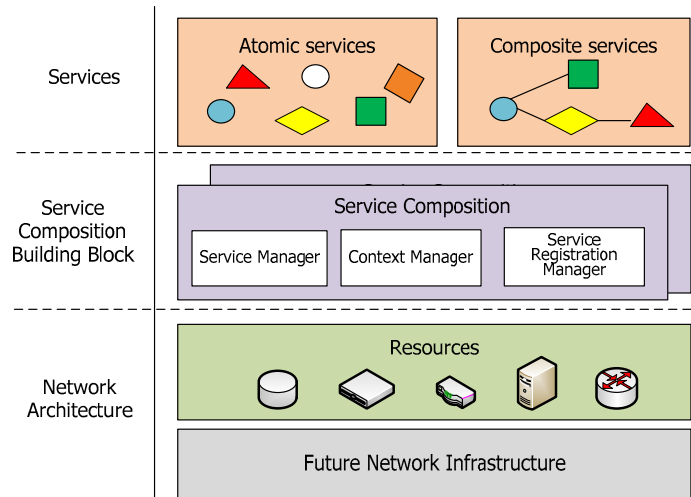 Atomic services
Composite services
Services
Service
Composition
Building Block
Service Composition
Service Manager
Context Manager
Service
Registration
Manager
Resources
Network
Architecture
Future Network Infrastructure